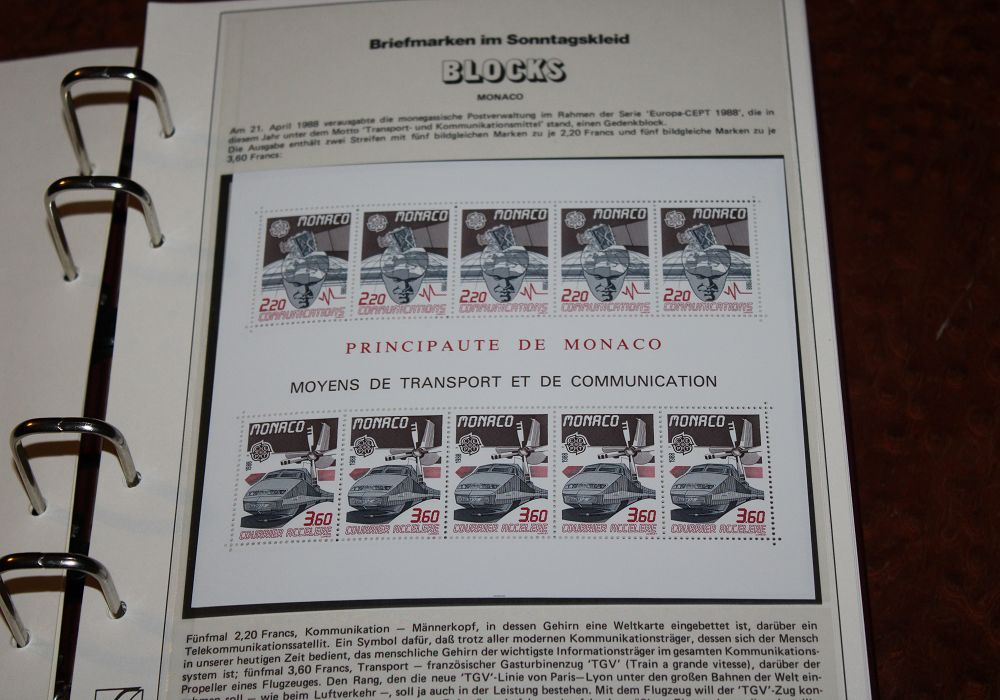 Briefmarken im Sonntagskleid
BLOCKS
MONACO
Am 21. April 1988 verausgabte die monegassische Postverwaltung im Rahmen der Serie 'Europa-CEPT 1988', die in
diesem Jahr unter dem Motto 'Transport- und Kommunikationsmittel' stand, einen Gedenkblock.
Die Ausgabe enthält zwei Streifen mit fünf bildgleichen Marken zu je 2,20 Francs und fünf bildgleiche Marken zu je
3,60 Francs:
MONACO MONACO MONACO MONACO MONACO
2.20 2.20 2.20 2.20 2.20
COMMUNICATIONS COMMUNICATIONS COMMUNICATIONS COMMUNICATIONS COMMUNICATIONS
PRINCIPAUTE DE MONACO
MOYENS DE TRANSPORT ET DE COMMUNICATION
MONACO MONACO MONACO MONACO MONACO
1988 1988 1988 1988 1988
3.60 3.60 3.60 3.60 3.60
COURRIER ACCELERE COURRIER ACCELERE COURRIER ACCELERE COURRIER ACCELERE COURRIER ACCELERE
Fünfmal 2,20 Francs, Kommunikation – Männerkopf, in dessen Gehirn eine Weltkarte eingebettet ist, darüber ein
Telekommunikationssatellit. Ein Symbol dafür, daß trotz aller modernen Kommunikationsträger, dessen sich der Mensch
in unserer heutigen Zeit bedient, das menschliche Gehirn der wichtigste Informationsträger im gesamten Kommunikations-
system ist; fünfmal 3,60 Francs, Transport – französischer Gasturbinenzug 'TGV' (Train a grande vitesse), darüber der
Propeller eines Flugzeuges. Den Rang, den die neue 'TGV'-Linie von Paris–Lyon unter den großen Bahnen der Welt ein-
nehmen soll – wie beim Luftverkehr –, soll ja auch in der Leistung bestehen. Mit dem Flugzeug will der 'TGV-Zug kon-